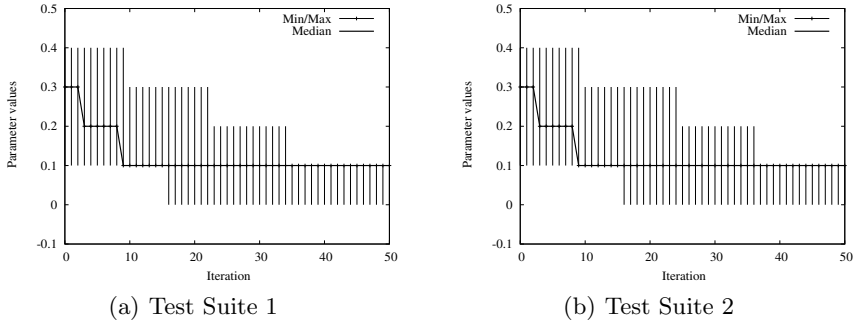 0.5
0.4
0.3
0.2
0.1
0
-0.1
Parameter values
0 10 20 30 40 50
Iteration
Min/Max
Median
(a) Test Suite 1
0.5
0.4
0.3
0.2
0.1
0
-0.1
Parameter values
0 10 20 30 40 50
Iteration
Min/Max
Median
(b) Test Suite 2